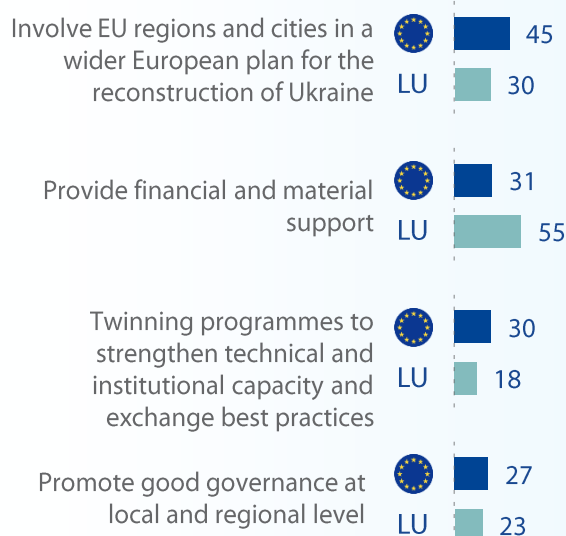 Involve EU regions and cities in a
wider European plan for the
reconstruction of Ukraine
45
LU
30
Provide financial and material
support
31
LU
55
Twinning programmes to
strengthen technical and
institutional capacity and
exchange best practices
30
LU
18
Promote good governance at
local and regional level
27
LU
23